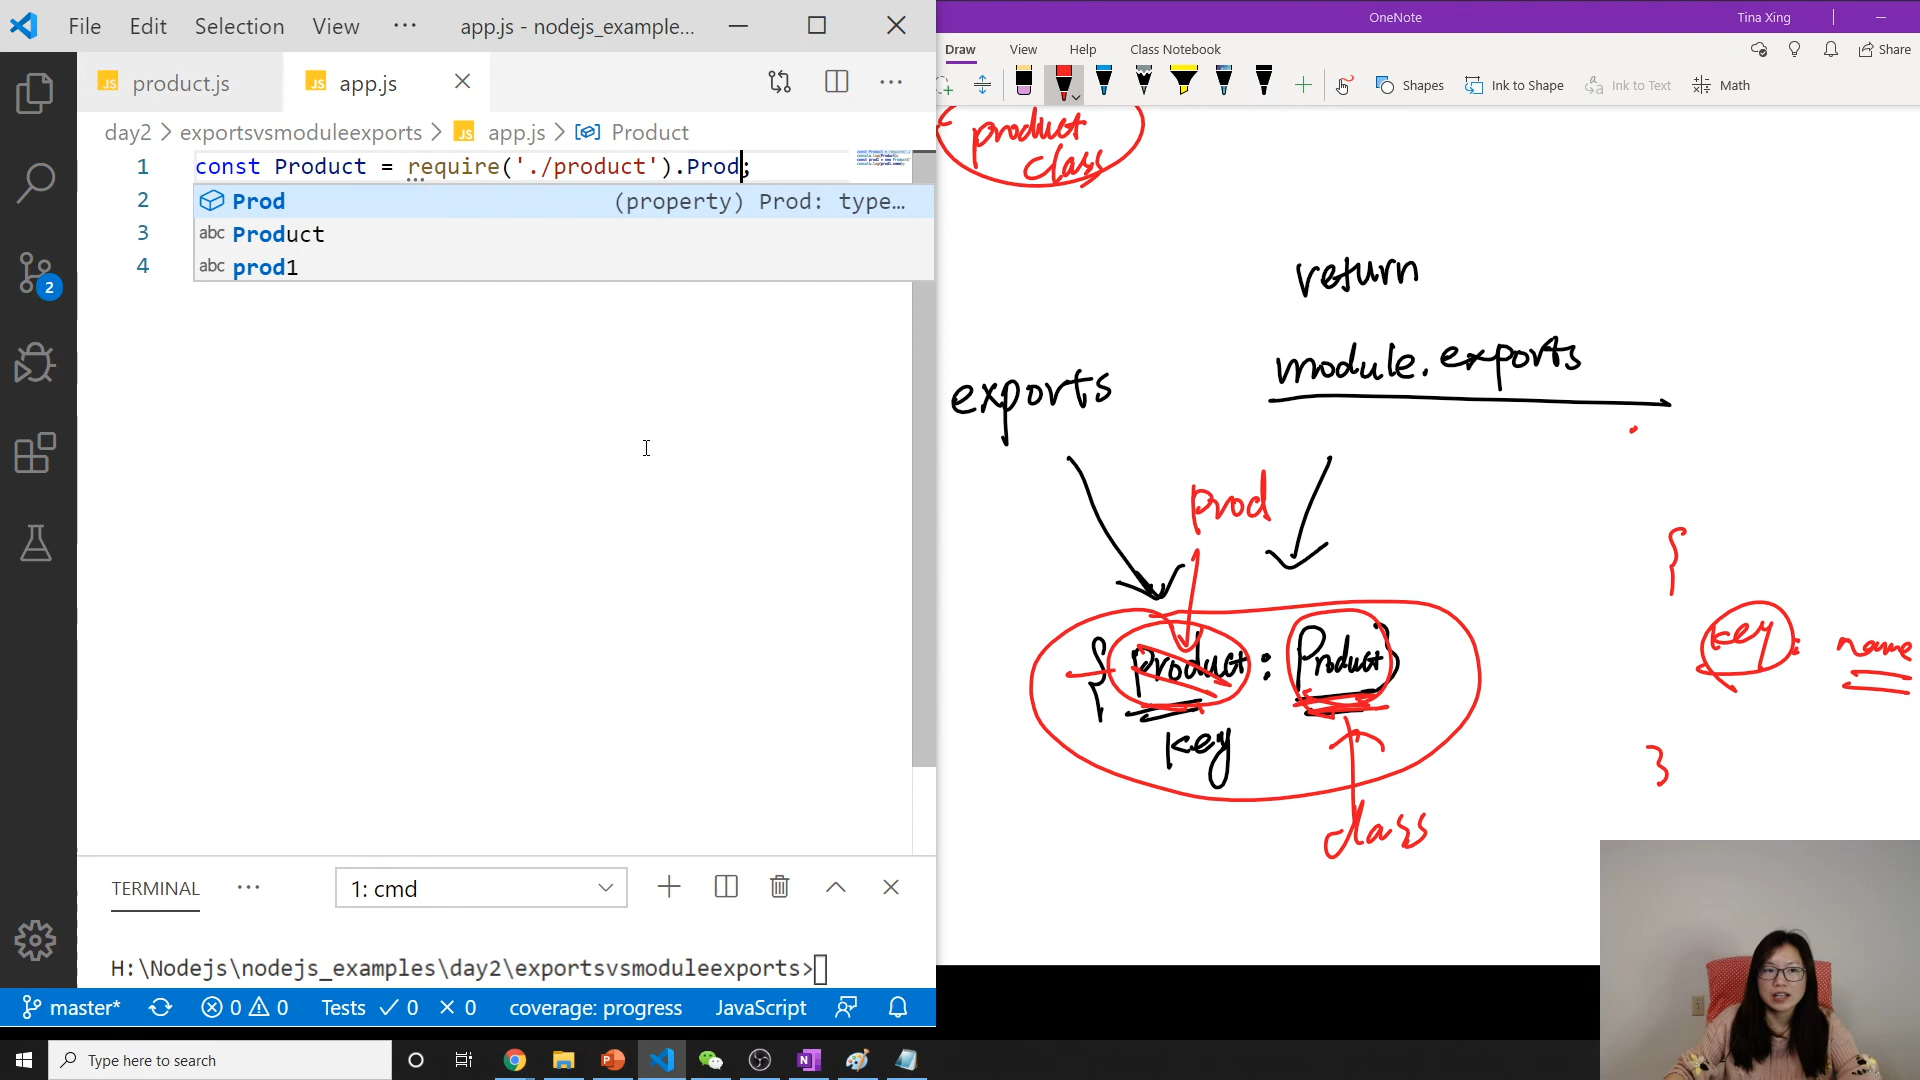 File Edit Selection View ··· app.js - nodejs_example...
product.js app.js
day2 > exportsvsmoduleexports > app.js > Product
1 const Product = require('./product').Prod;
2 Prod (property) Prod: type...
3 abc Product
4 abc prod1
2
TERMINAL ··· 1: cmd
H:\Nodejs\nodejs_examples\day2\exportsvsmoduleexports>
master* 0 0 Tests 0 0 coverage: progress JavaScript
Type here to search
OneNote Tina Xing
Draw View Help Class Notebook Share
Shapes Ink to Shape Ink to Text Math
product
class
return
module.exports
exports
prod
{ product : Product }
key
class
{
key : name
}